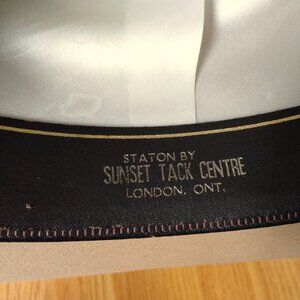 STATON BY
SUNSET TACK CENTRE
LONDON, ONT.